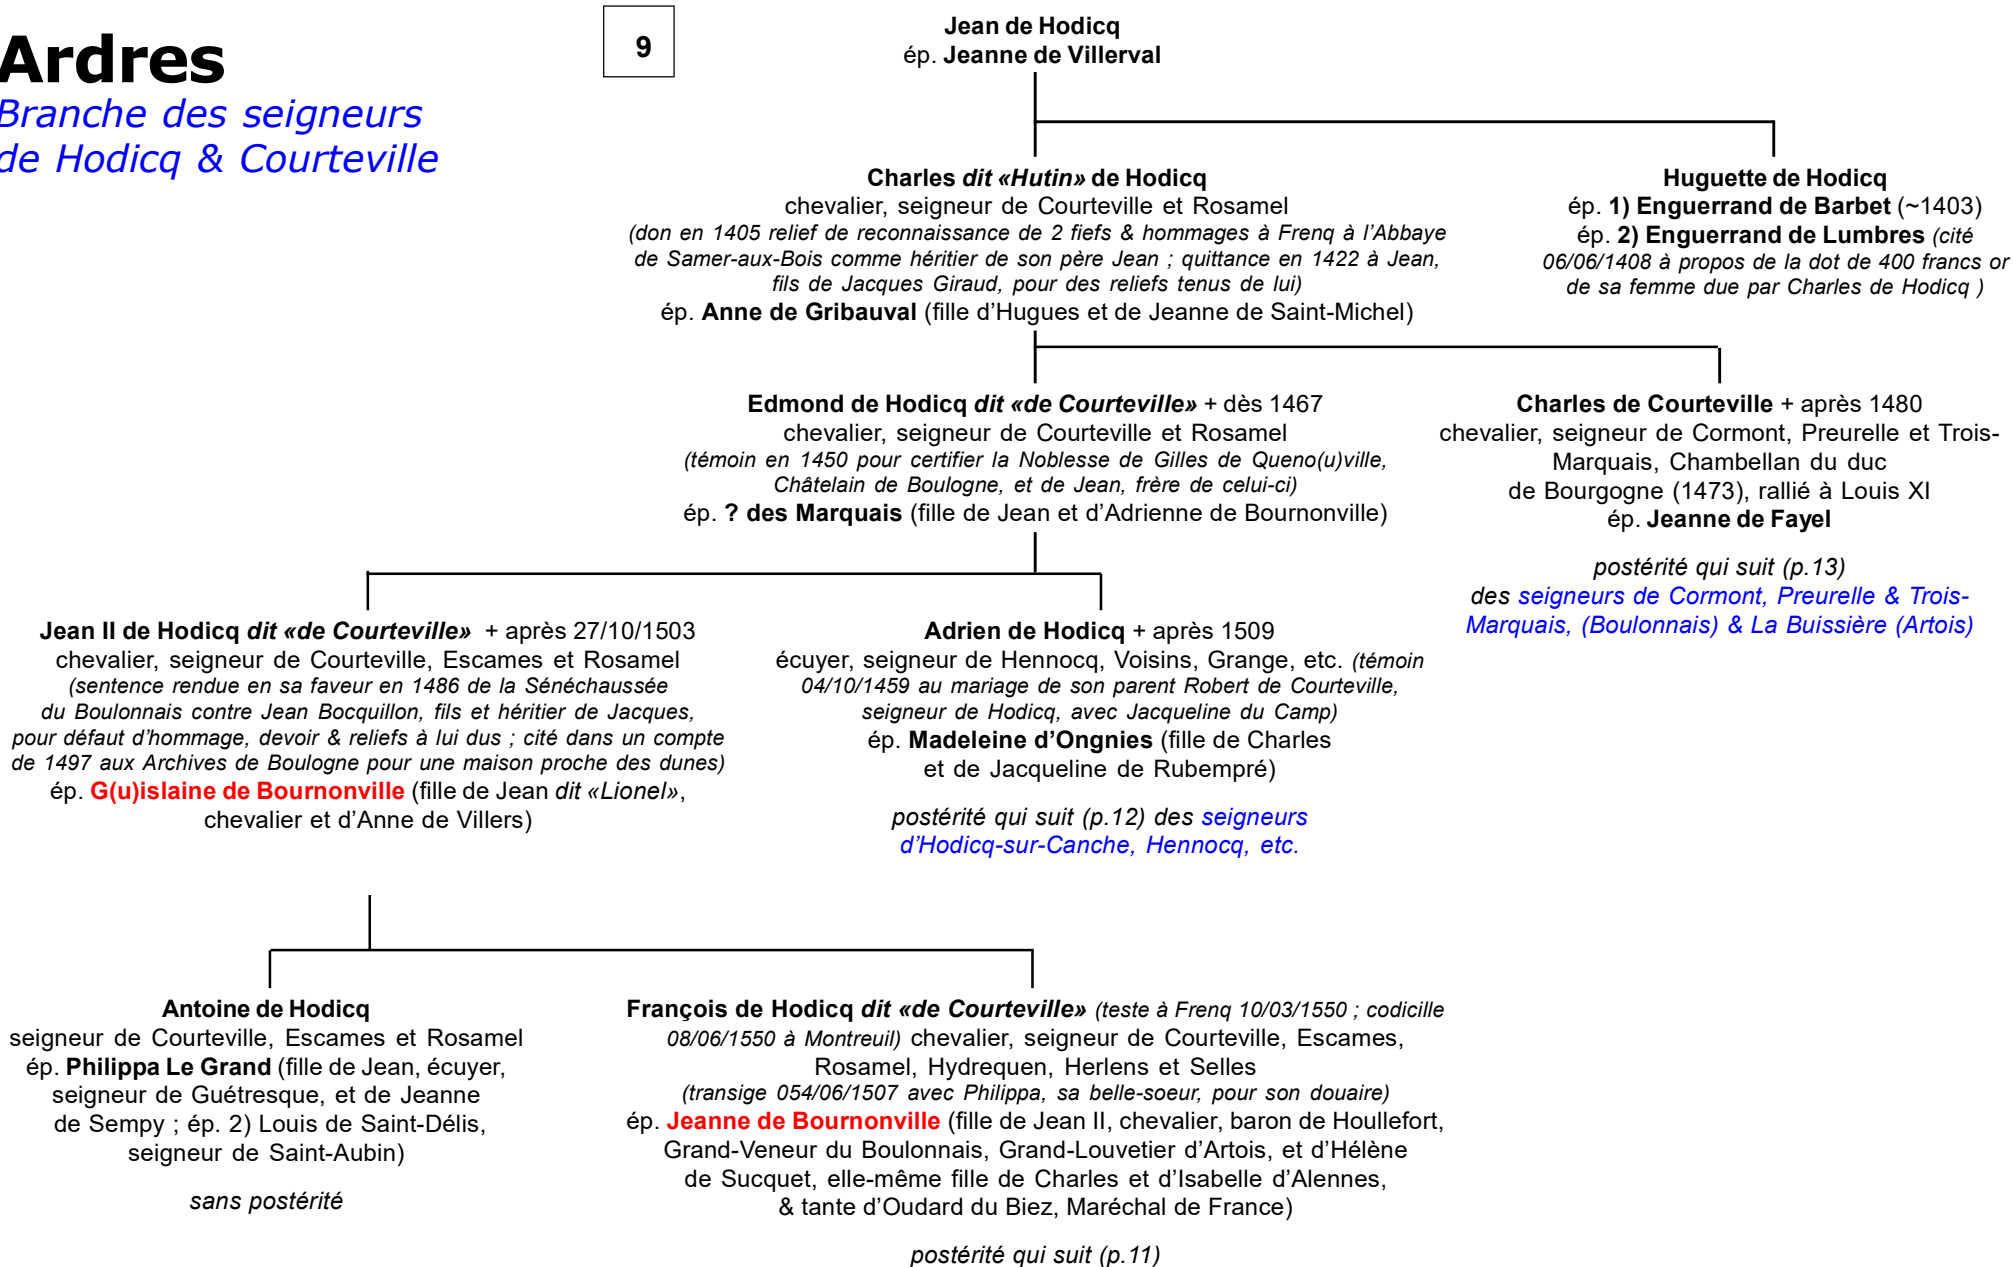 Ardres
Branche des seigneurs
de Hodicq & Courteville
9
Jean de Hodicq
ép. Jeanne de Villerval
Charles dit «Hutin» de Hodicq
chevalier, seigneur de Courteville et Rosamel
(don en 1405 relief de reconnaissance de 2 fiefs & hommages à Frenq à l'Abbaye
de Samer-aux-Bois comme héritier de son père Jean ; quittance en 1422 à Jean,
fils de Jacques Giraud, pour des reliefs tenus de lui)
ép. Anne de Gribauval (fille d'Hugues et de Jeanne de Saint-Michel)
Huguette de Hodicq
ép. 1) Enguerrand de Barbet (~1403)
ép. 2) Enguerrand de Lumbres (cité
06/06/1408 à propos de la dot de 400 francs or
de sa femme due par Charles de Hodicq )
Edmond de Hodicq dit «de Courteville» + dès 1467
chevalier, seigneur de Courteville et Rosamel
(témoin en 1450 pour certifier la Noblesse de Gilles de Queno(u)ville,
Châtelain de Boulogne, et de Jean, frère de celui-ci)
ép. ? des Marquais (fille de Jean et d'Adrienne de Bournonville)
Charles de Courteville + après 1480
chevalier, seigneur de Cormont, Preurelle et Trois-
Marquais, Chambellan du duc
de Bourgogne (1473), rallié à Louis XI
ép. Jeanne de Fayel
postérité qui suit (p.13)
des seigneurs de Cormont, Preurelle & Trois-
Marquais, (Boulonnais) & La Buissière (Artois)
Jean II de Hodicq dit «de Courteville» + après 27/10/1503
chevalier, seigneur de Courteville, Escames et Rosamel
(sentence rendue en sa faveur en 1486 de la Sénéchaussée
du Boulonnais contre Jean Bocquillon, fils et héritier de Jacques,
pour défaut d'hommage, devoir & reliefs à lui dus ; cité dans un compte
de 1497 aux Archives de Boulogne pour une maison proche des dunes)
ép. G(u)islaine de Bournonville (fille de Jean dit «Lionel»,
chevalier et d'Anne de Villers)
Adrien de Hodicq + après 1509
écuyer, seigneur de Hennocq, Voisins, Grange, etc. (témoin
04/10/1459 au mariage de son parent Robert de Courteville,
seigneur de Hodicq, avec Jacqueline du Camp)
ép. Madeleine d'Ongnies (fille de Charles
et de Jacqueline de Rubempré)
postérité qui suit (p.12) des seigneurs
d'Hodicq-sur-Canche, Hennocq, etc.
Antoine de Hodicq
seigneur de Courteville, Escames et Rosamel
ép. Philippa Le Grand (fille de Jean, écuyer,
seigneur de Guétresque, et de Jeanne
de Sempy ; ép. 2) Louis de Saint-Délis,
seigneur de Saint-Aubin)
sans postérité
François de Hodicq dit «de Courteville» (teste à Frenq 10/03/1550 ; codicille
08/06/1550 à Montreuil) chevalier, seigneur de Courteville, Escames,
Rosamel, Hydrequen, Herlens et Selles
(transige 054/06/1507 avec Philippa, sa belle-soeur, pour son douaire)
ép. Jeanne de Bournonville (fille de Jean II, chevalier, baron de Houllefort,
Grand-Veneur du Boulonnais, Grand-Louvetier d'Artois, et d'Hélène
de Sucquet, elle-même fille de Charles et d'Isabelle d'Alennes,
& tante d'Oudard du Biez, Maréchal de France)
postérité qui suit (p.11)